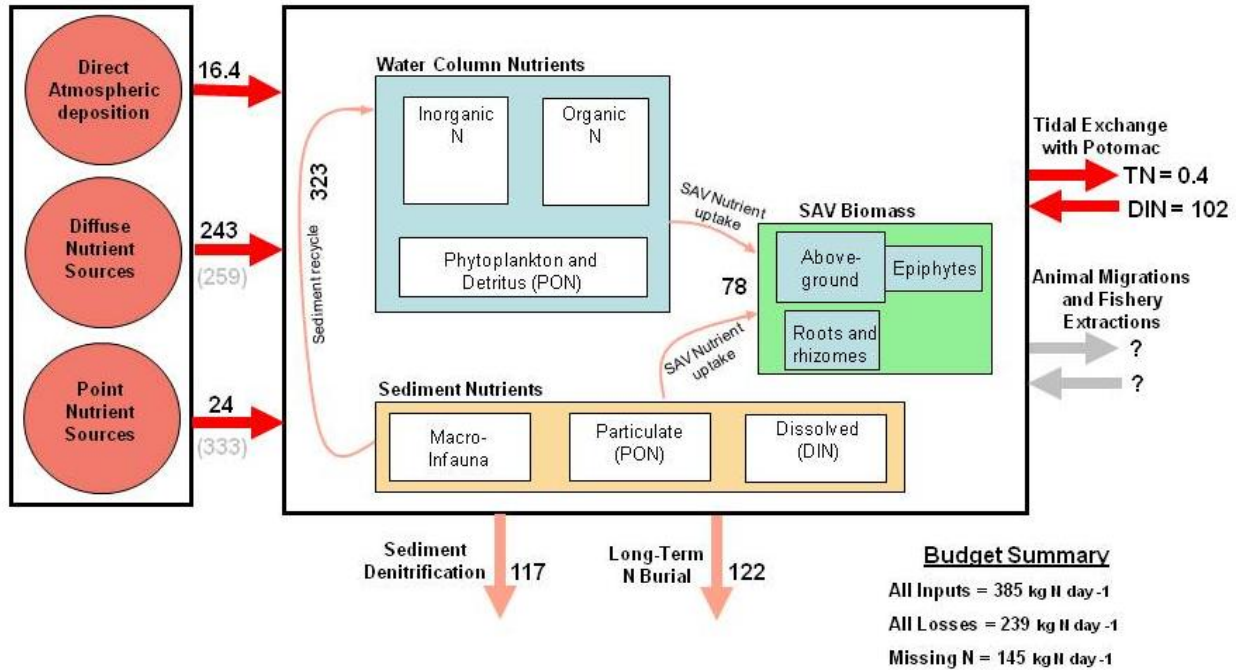 Direct
Atmospheric
deposition
16.4
Diffuse
Nutrient
Sources
243
(259)
Point
Nutrient
Sources
24
(333)
Water Column Nutrients
Inorganic
N
Organic
N
Phytoplankton and
Detritus (PON)
Sediment recycle
323
SAV Nutrient
uptake
SAV Biomass
Above-
ground
Epiphytes
Roots and
rhizomes
78
SAV Nutrient
uptake
Sediment Nutrients
Macro-
Infauna
Particulate
(PON)
Dissolved
(DIN)
Tidal Exchange
with Potomac
TN = 0.4
DIN = 102
Animal Migrations
and Fishery
Extractions
?
?
Sediment
Denitrification
117
Long-Term
N Burial
122
Budget Summary
All Inputs = 385 kg N day -1
All Losses = 239 kg N day -1
Missing N = 145 kg N day -1